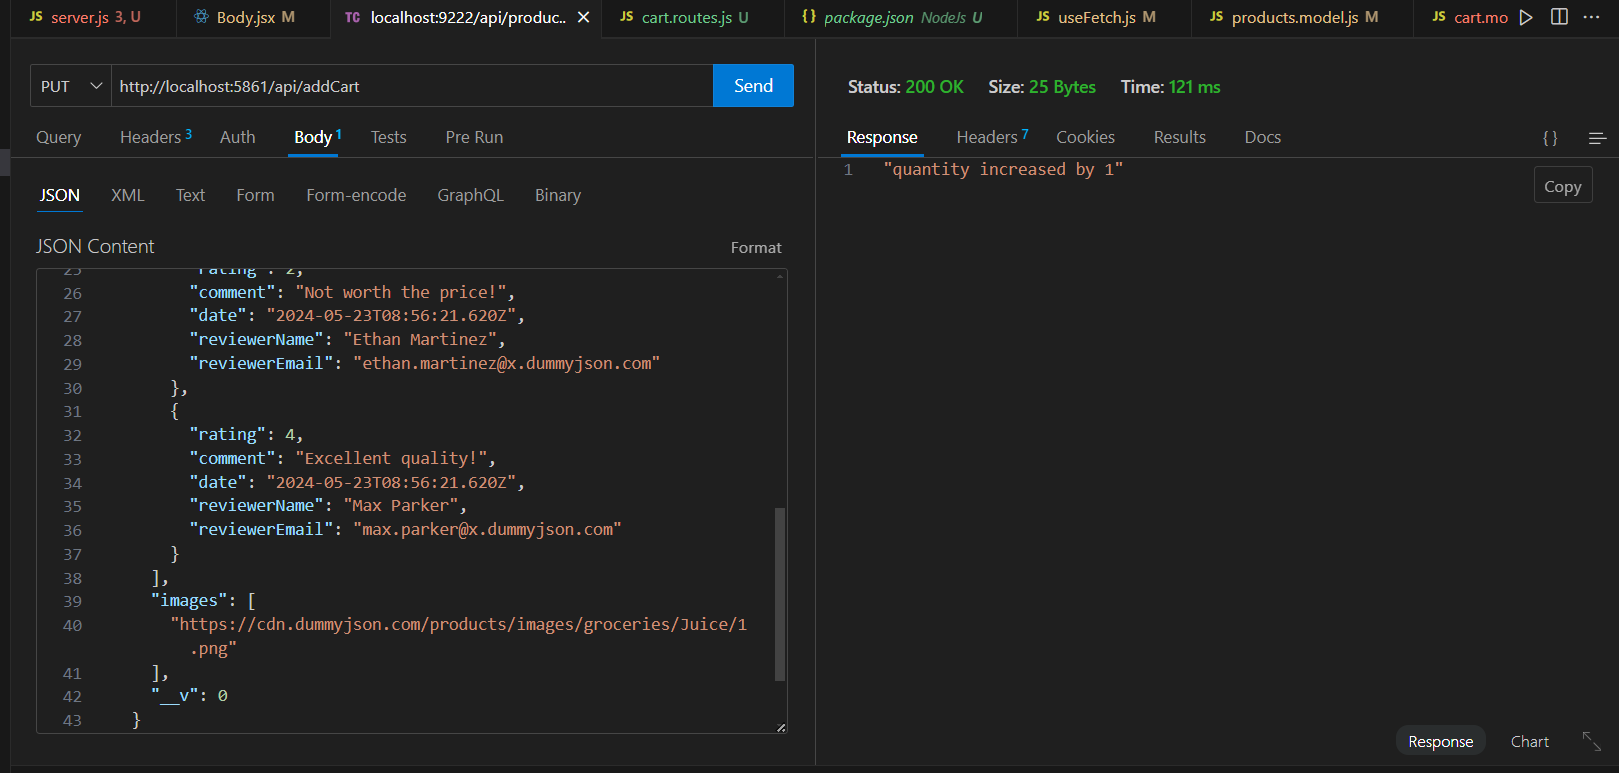 JS server.js 3, U Body.jsx M TC localhost:9222/api/produc.. JS cart.routes.js U {} package.json NodeJs U JS useFetch.js M JS products.model.js M JS cart.mo
PUT http://localhost:5861/api/addCart Send
Status: 200 OK Size: 25 Bytes Time: 121 ms
Query Headers 3 Auth Body 1 Tests Pre Run
Response Headers 7 Cookies Results Docs {}
1 "quantity increased by 1"
Copy
JSON XML Text Form Form-encode GraphQL Binary
JSON Content Format
25 "rating": 2,
26 "comment": "Not worth the price!",
27 "date": "2024-05-23T08:56:21.620Z",
28 "reviewerName": "Ethan Martinez",
29 "reviewerEmail": "ethan.martinez@x.dummyjson.com"
30 },
31 {
32 "rating": 4,
33 "comment": "Excellent quality!",
34 "date": "2024-05-23T08:56:21.620Z",
35 "reviewerName": "Max Parker",
36 "reviewerEmail": "max.parker@x.dummyjson.com"
37 }
38 ],
39 "images": [
40 "https://cdn.dummyjson.com/products/images/groceries/Juice/1
.png"
41 ],
42 "__v": 0
43 }
Response Chart